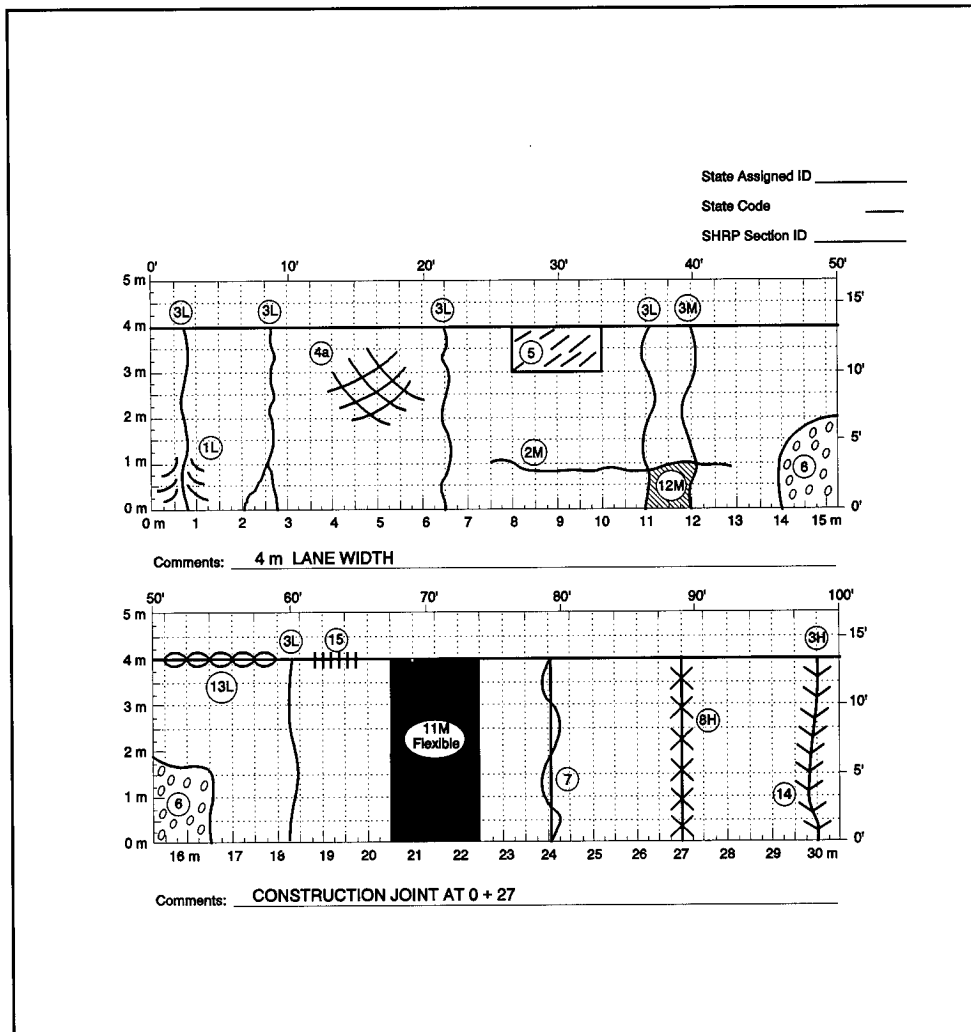 State Assigned ID
State Code
SHRP Section ID
0' 10' 20' 30' 40' 50'
5 m
15'
3L 3L 3L 3L 3M
4 m
4a 5
3 m
10'
2 m
1L 2M
5'
1 m
12M 6
0 m 0'
0 m 1 2 3 4 5 6 7 8 9 10 11 12 13 14 15 m
Comments: 4 m LANE WIDTH
50' 60' 70' 80' 90' 100'
5 m
3L 15 3H
15'
4 m
13L
3 m
10'
11M
Flexible
8H
2 m
7 5'
6 14
1 m
0 m 0'
16 m 17 18 19 20 21 22 23 24 25 26 27 28 29 30 m
Comments: CONSTRUCTION JOINT AT 0 + 27